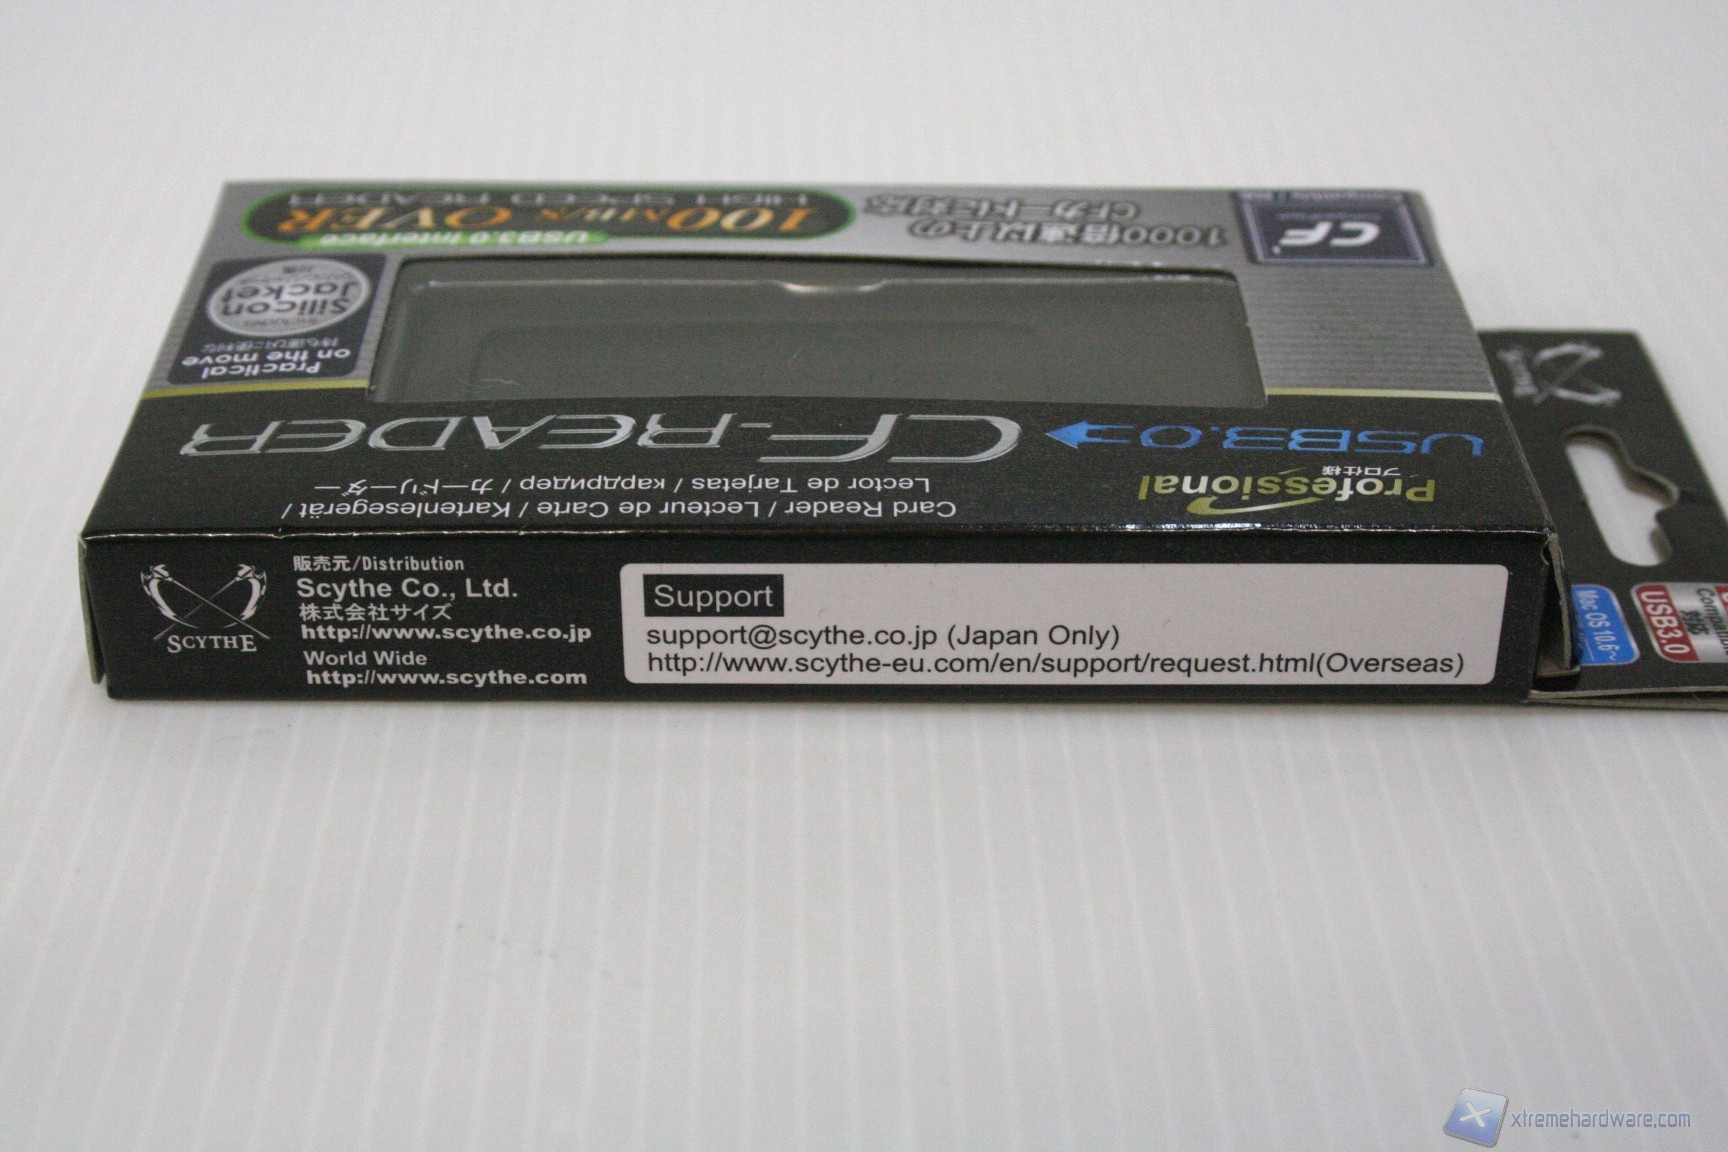 販売元/Distribution
Scythe Co., Ltd.
株式会社サイズ
http://www.scythe.co.jp
World Wide
http://www.scythe.com
SCYTHE
Support
support@scythe.co.jp (Japan Only)
http://www.scythe-eu.com/en/support/request.html(Overseas)
Professional
プロ仕様
USB3.0
CF-READER
Card Reader / Lecteur de Carte / Kartenlesegerät /
Lector de Tarjetas / кардридер / カードリーダー
Practical
on the move
持ち運びに便利な
Includes
Silicon
Jacket
USB3.0 Interface
100MB/S OVER
HIGH SPEED READER
1000倍速以上の
CFカードに対応
CF
Mac OS 10.6~
USB3.0
対応
xtremehardware.com